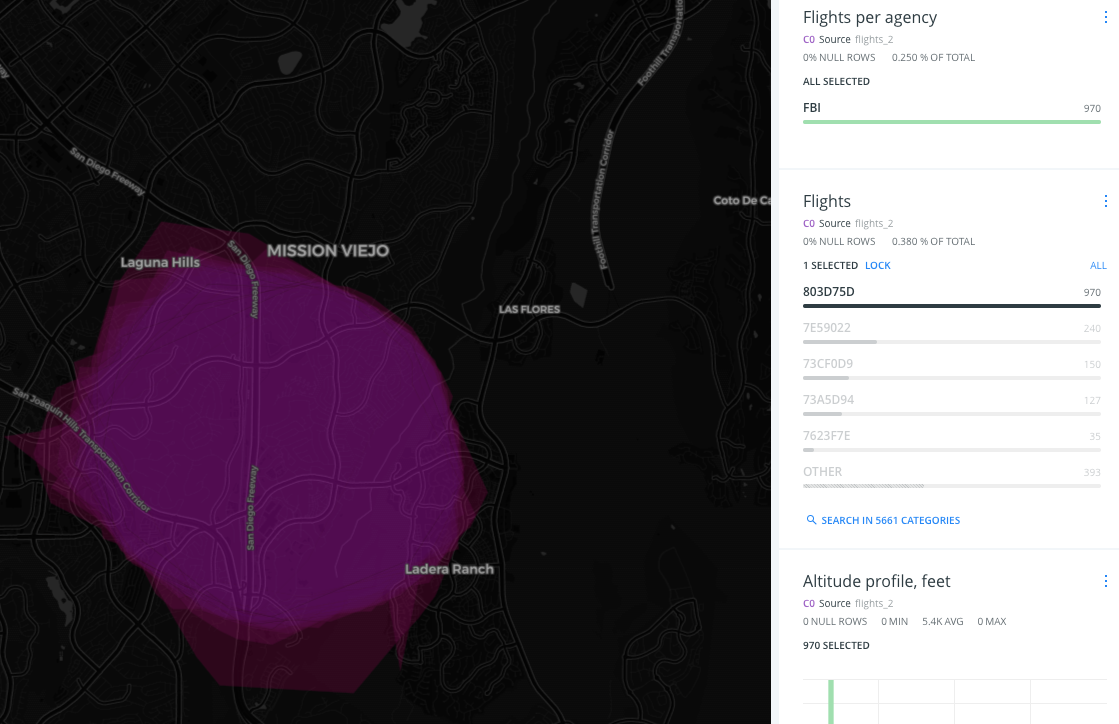 Foothill Transportatio
San Diego Freeway
Foothill Transportation Corridor
Coto De Ca
MISSION VIEJO
Laguna Hills
San Diego Freeway
LAS FLORES
San Joaquin Hills Transportation Corridor
San Diego Freeway
Ladera Ranch
Flights per agency
C0 Source flights_2
0% NULL ROWS 0.250 % OF TOTAL
ALL SELECTED
FBI 970
Flights
C0 Source flights_2
0% NULL ROWS 0.380 % OF TOTAL
1 SELECTED LOCK ALL
803D75D 970
7E59022 240
73CF0D9 150
73A5D94 127
7623F7E 35
OTHER 393
SEARCH IN 5661 CATEGORIES
Altitude profile, feet
C0 Source flights_2
0 NULL ROWS 0 MIN 5.4K AVG 0 MAX
970 SELECTED